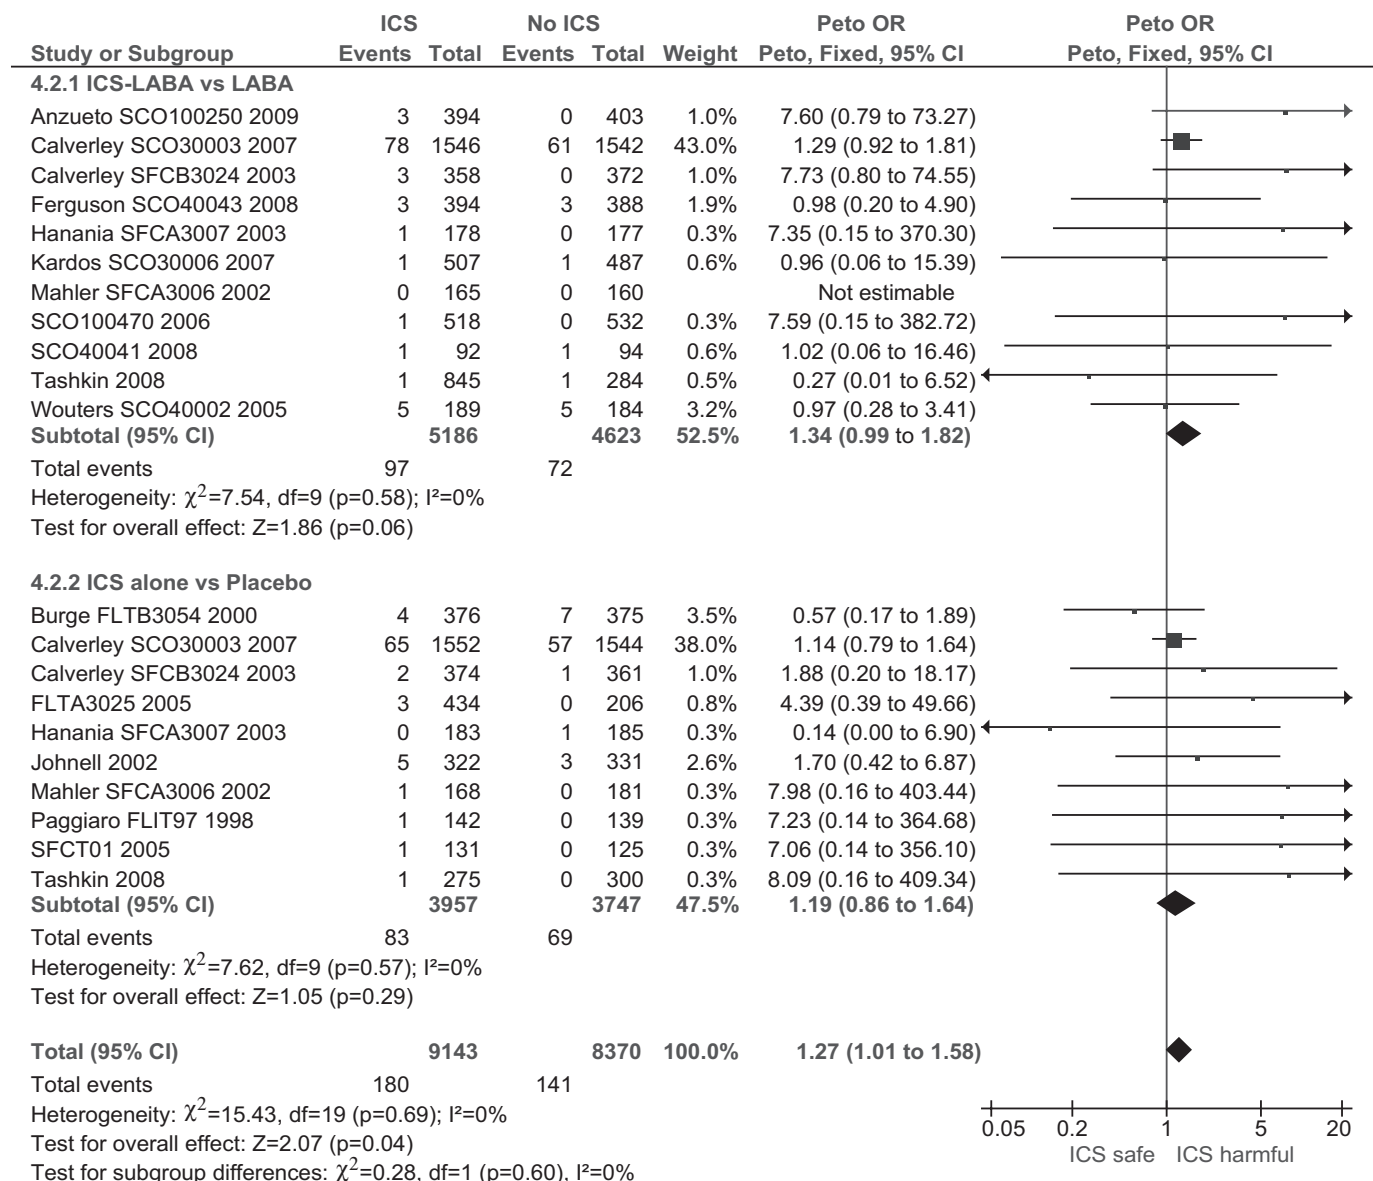 ICS No ICS Peto OR Peto OR
Study or Subgroup Events Total Events Total Weight Peto, Fixed, 95% CI Peto, Fixed, 95% CI
4.2.1 ICS-LABA vs LABA
Anzueto SCO100250 2009 3 394 0 403 1.0% 7.60 (0.79 to 73.27)
Calverley SCO30003 2007 78 1546 61 1542 43.0% 1.29 (0.92 to 1.81)
Calverley SFCB3024 2003 3 358 0 372 1.0% 7.73 (0.80 to 74.55)
Ferguson SCO40043 2008 3 394 3 388 1.9% 0.98 (0.20 to 4.90)
Hanania SFCA3007 2003 1 178 0 177 0.3% 7.35 (0.15 to 370.30)
Kardos SCO30006 2007 1 507 1 487 0.6% 0.96 (0.06 to 15.39)
Mahler SFCA3006 2002 0 165 0 160 Not estimable
SCO100470 2006 1 518 0 532 0.3% 7.59 (0.15 to 382.72)
SCO40041 2008 1 92 1 94 0.6% 1.02 (0.06 to 16.46)
Tashkin 2008 1 845 1 284 0.5% 0.27 (0.01 to 6.52)
Wouters SCO40002 2005 5 189 5 184 3.2% 0.97 (0.28 to 3.41)
Subtotal (95% CI) 5186 4623 52.5% 1.34 (0.99 to 1.82)
Total events 97 72
Heterogeneity: χ²=7.54, df=9 (p=0.58); I²=0%
Test for overall effect: Z=1.86 (p=0.06)
4.2.2 ICS alone vs Placebo
Burge FLTB3054 2000 4 376 7 375 3.5% 0.57 (0.17 to 1.89)
Calverley SCO30003 2007 65 1552 57 1544 38.0% 1.14 (0.79 to 1.64)
Calverley SFCB3024 2003 2 374 1 361 1.0% 1.88 (0.20 to 18.17)
FLTA3025 2005 3 434 0 206 0.8% 4.39 (0.39 to 49.66)
Hanania SFCA3007 2003 0 183 1 185 0.3% 0.14 (0.00 to 6.90)
Johnell 2002 5 322 3 331 2.6% 1.70 (0.42 to 6.87)
Mahler SFCA3006 2002 1 168 0 181 0.3% 7.98 (0.16 to 403.44)
Paggiaro FLIT97 1998 1 142 0 139 0.3% 7.23 (0.14 to 364.68)
SFCT01 2005 1 131 0 125 0.3% 7.06 (0.14 to 356.10)
Tashkin 2008 1 275 0 300 0.3% 8.09 (0.16 to 409.34)
Subtotal (95% CI) 3957 3747 47.5% 1.19 (0.86 to 1.64)
Total events 83 69
Heterogeneity: χ²=7.62, df=9 (p=0.57); I²=0%
Test for overall effect: Z=1.05 (p=0.29)
Total (95% CI) 9143 8370 100.0% 1.27 (1.01 to 1.58)
Total events 180 141
Heterogeneity: χ²=15.43, df=19 (p=0.69); I²=0%
Test for overall effect: Z=2.07 (p=0.04)
Test for subgroup differences: χ²=0.28, df=1 (p=0.60), I²=0%
0.05 0.2 1 5 20
ICS safe ICS harmful